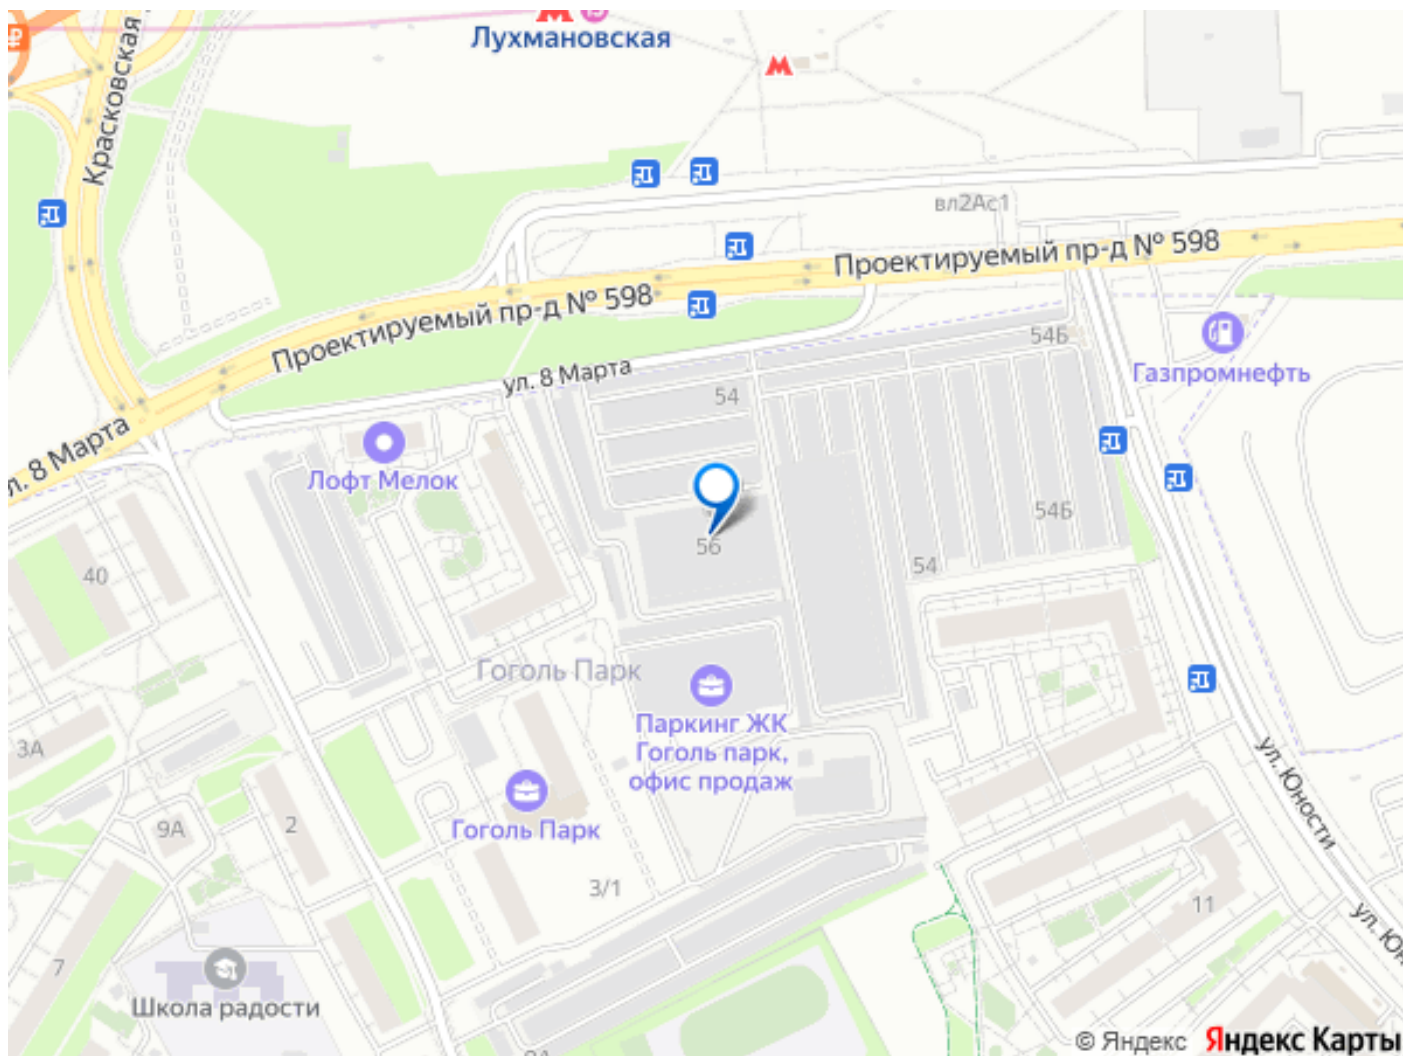 Лухмановская
Красковская
вл2Ас1
Проектируемый пр-д № 598
Проектируемый пр-д № 598
54Б
Газпромнефть
ул. 8 Марта
54
л. 8 Марта
Лофт Мелок
54Б
56
54
40
Гоголь Парк
Паркинг ЖК
Гоголь парк,
офис продаж
3А
ул. Юности
9А
2
Гоголь Парк
3/1
11
ул. Юн
7
Школа радости
© Яндекс Яндекс Карты